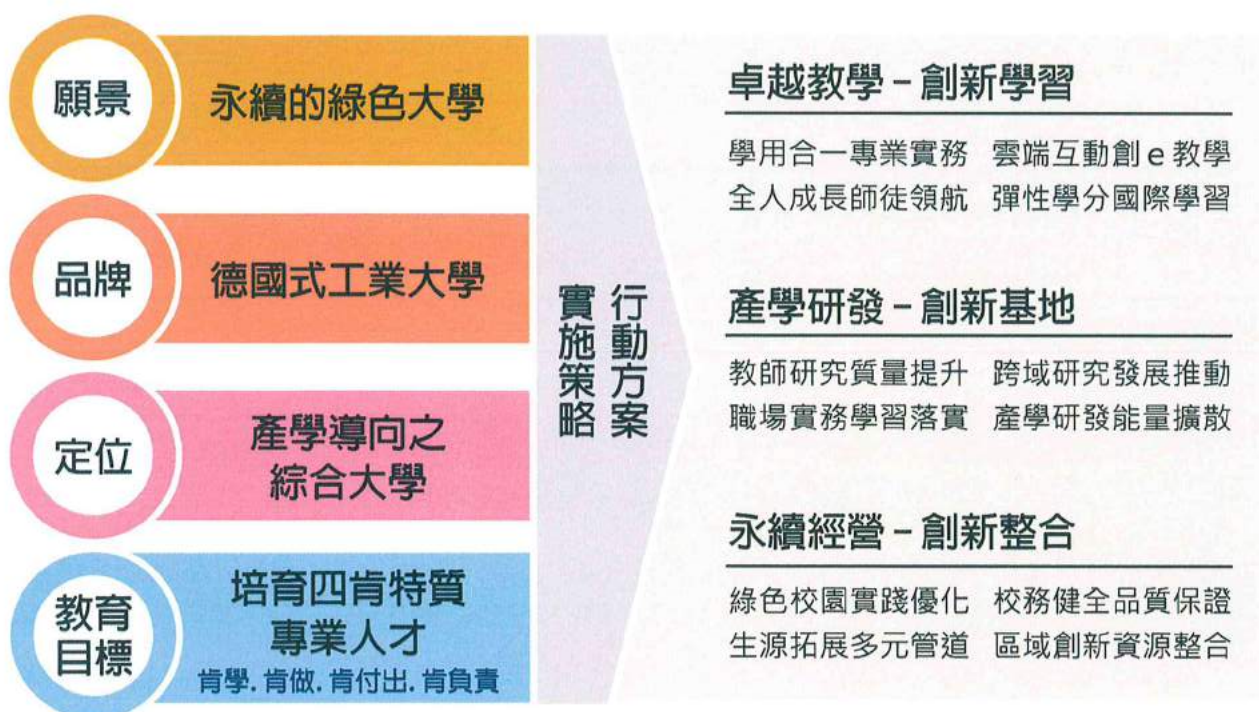 願景
永續的綠色大學
品牌
德國式工業大學
定位
產學導向之
綜合大學
教育
目標
培育四肯特質
專業人才
肯學.肯做.肯付出.肯負責
行動方案
實施策略
卓越教學–創新學習
學用合一專業實務 雲端互動創e教學
全人成長師徒領航 彈性學分國際學習
產學研發–創新基地
教師研究質量提升 跨域研究發展推動
職場實務學習落實 產學研發能量擴散
永續經營–創新整合
綠色校園實踐優化 校務健全品質保證
生源拓展多元管道 區域創新資源整合